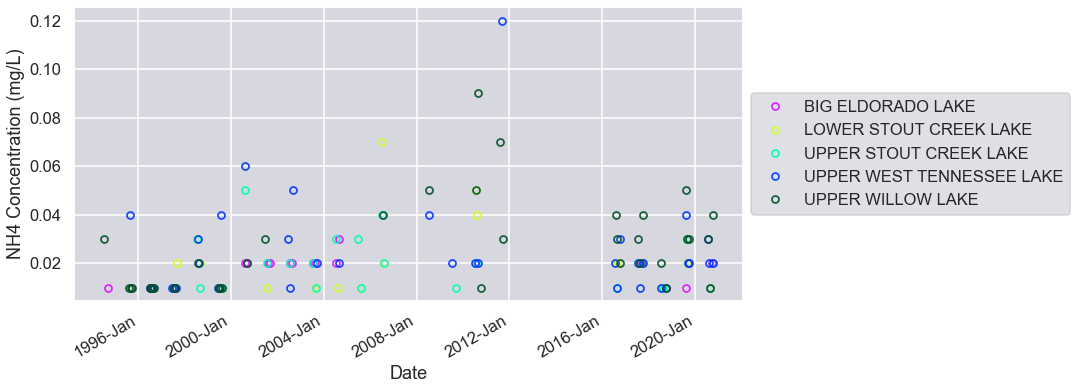 0.12
0.10
0.08
0.06
0.04
0.02
NH4 Concentration (mg/L)
1996-Jan
2000-Jan
2004-Jan
2008-Jan
2012-Jan
2016-Jan
2020-Jan
Date
BIG ELDORADO LAKE
LOWER STOUT CREEK LAKE
UPPER STOUT CREEK LAKE
UPPER WEST TENNESSEE LAKE
UPPER WILLOW LAKE